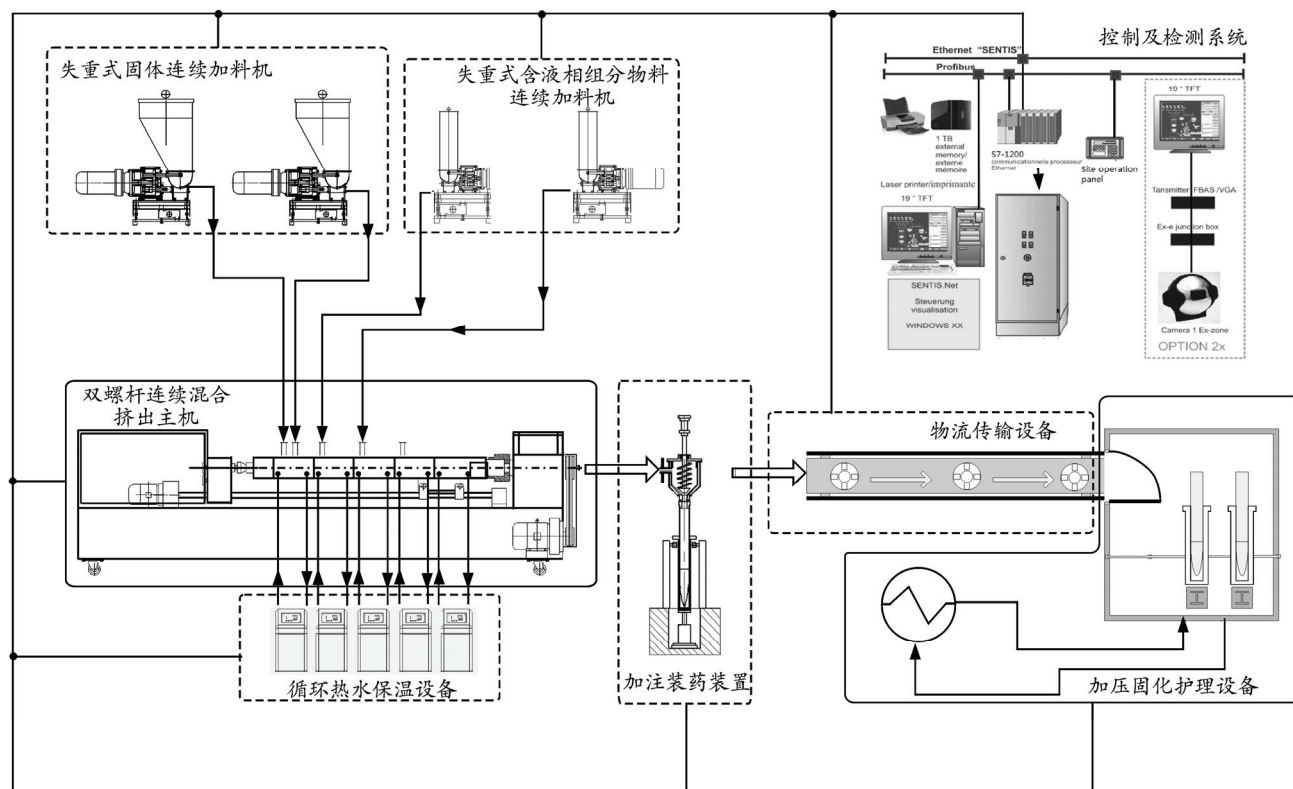 失重式固体连续加料机
失重式含液相组分物料
连续加料机
控制及检测系统
Ethernet "SENTIS"
Profibus
1 TB
external
memory/
externe
memoire
Laser printer/imprimante
19 " TFT
S7-1200
communicationnelle processeur
Ethernet
Site operation
panel
19 " TFT
Tansmitter FBAS /VGA
Ex-e junction box
Camera 1 Ex-zone
OPTION 2x
SENTIS.Net
Steuerung
visualisation
WINDOWS XX
双螺杆连续混合
挤出主机
物流传输设备
循环热水保温设备
加注装药装置
加压固化护理设备